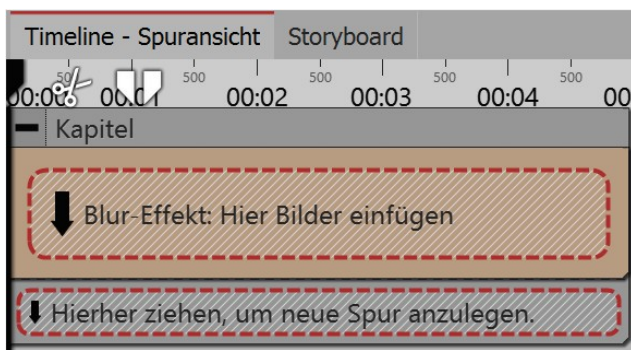 Timeline - Spuransicht Storyboard
500 500 500 500 500
00:00 00:01 00:02 00:03 00:04 00
Kapitel
Blur-Effekt: Hier Bilder einfügen
Hierher ziehen, um neue Spur anzulegen.